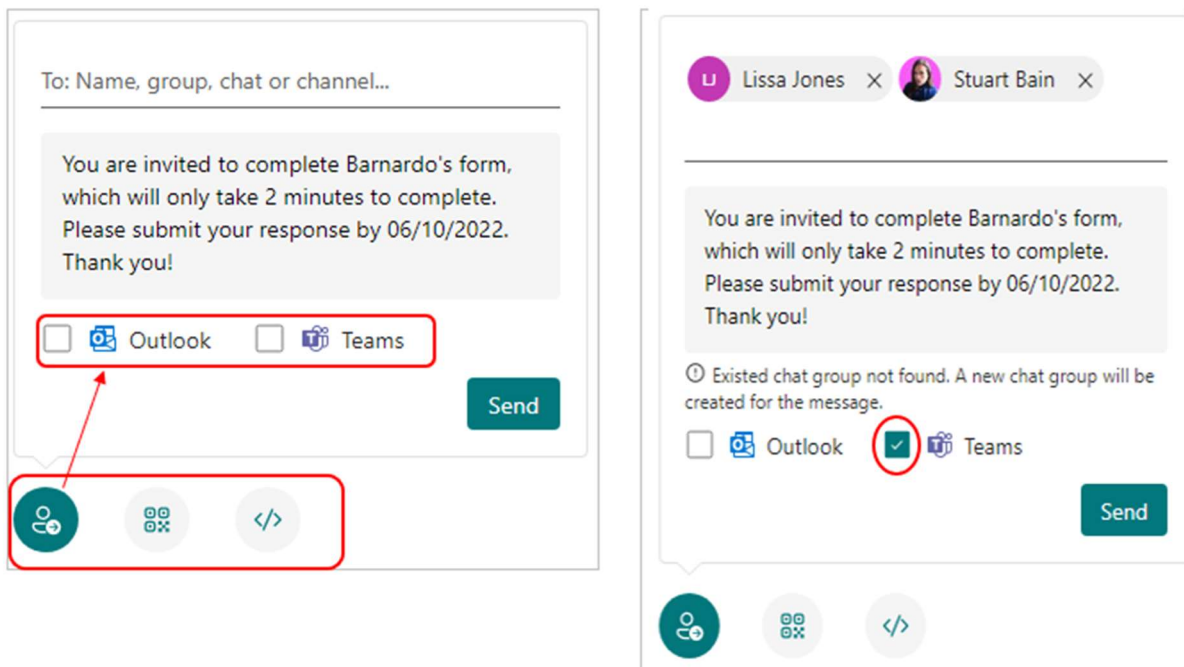 To: Name, group, chat or channel...
You are invited to complete Barnardo's form,
which will only take 2 minutes to complete.
Please submit your response by 06/10/2022.
Thank you!
Outlook Teams
Send
</>
LJ Lissa Jones Stuart Bain
You are invited to complete Barnardo's form,
which will only take 2 minutes to complete.
Please submit your response by 06/10/2022.
Thank you!
Existed chat group not found. A new chat group will be
created for the message.
Outlook Teams
Send
</>